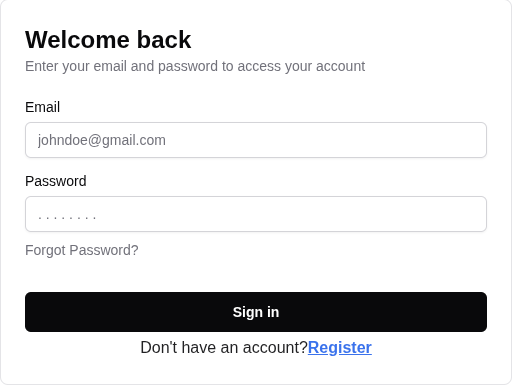 Welcome back
Enter your email and password to access your account
Email
johndoe@gmail.com
Password
. . . . . . . .
Forgot Password?
Sign in
Don't have an account?Register